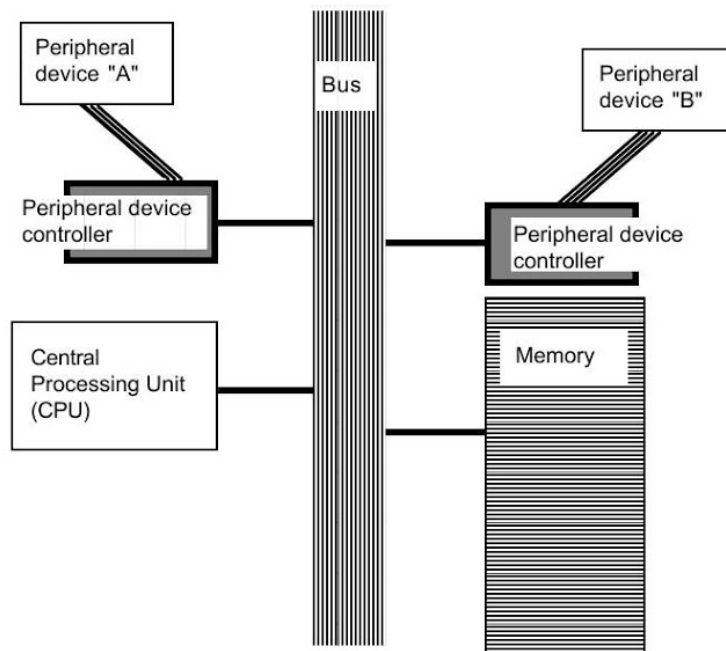 Peripheral
device "A"
Bus
Peripheral
device "B"
Peripheral device
controller
Peripheral device
controller
Central
Processing Unit
(CPU)
Memory